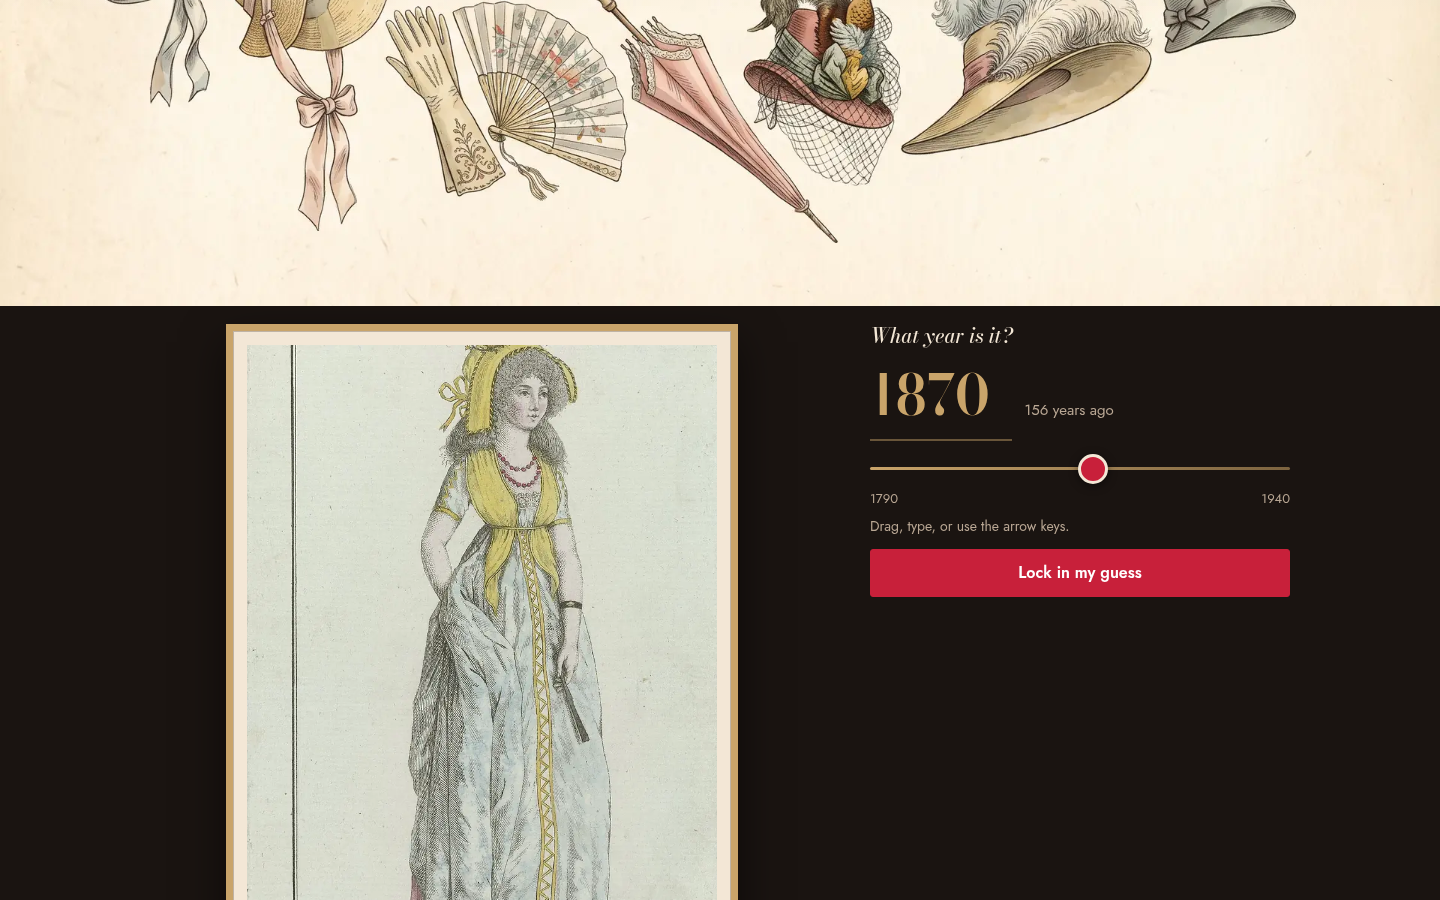 What year is it?
1870
156 years ago
1790
1940
Drag, type, or use the arrow keys.
Lock in my guess